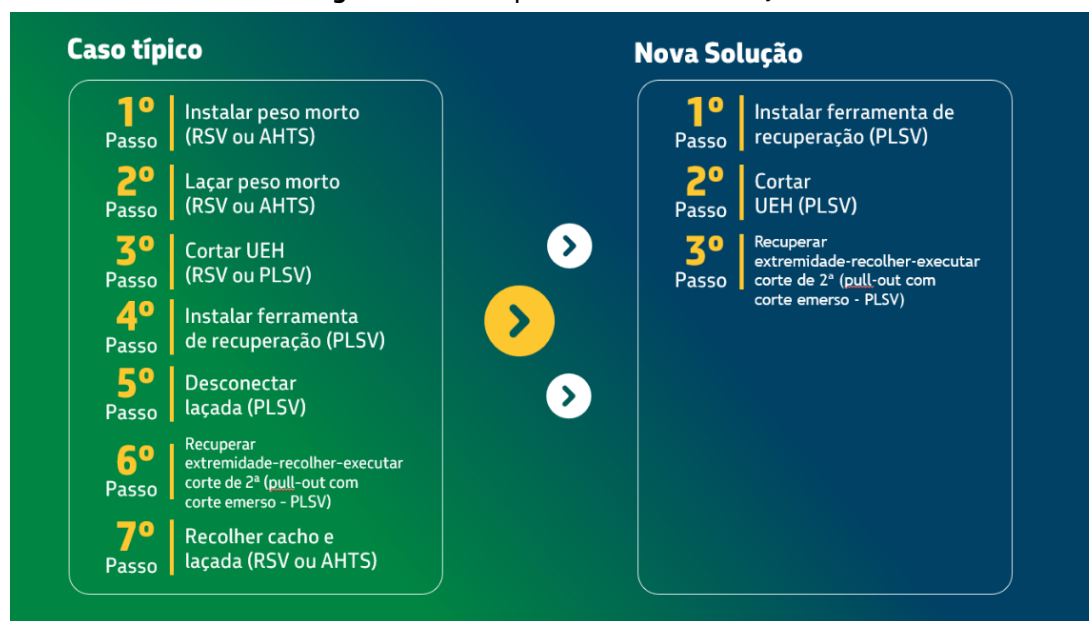 Caso típico
1º Passo
Instalar peso morto
(RSV ou AHTS)
2º Passo
Laçar peso morto
(RSV ou AHTS)
3º Passo
Cortar UEH
(RSV ou PLSV)
4º Passo
Instalar ferramenta
de recuperação (PLSV)
5º Passo
Desconectar
laçada (PLSV)
6º Passo
Recuperar
extremidade-recolher-executar
corte de 2ª (pull-out com
corte emerso - PLSV)
7º Passo
Recolher cacho e
laçada (RSV ou AHTS)
Nova Solução
1º Passo
Instalar ferramenta de
recuperação (PLSV)
2º Passo
Cortar
UEH (PLSV)
3º Passo
Recuperar
extremidade-recolher-executar
corte de 2ª (pull-out com
corte emerso - PLSV)